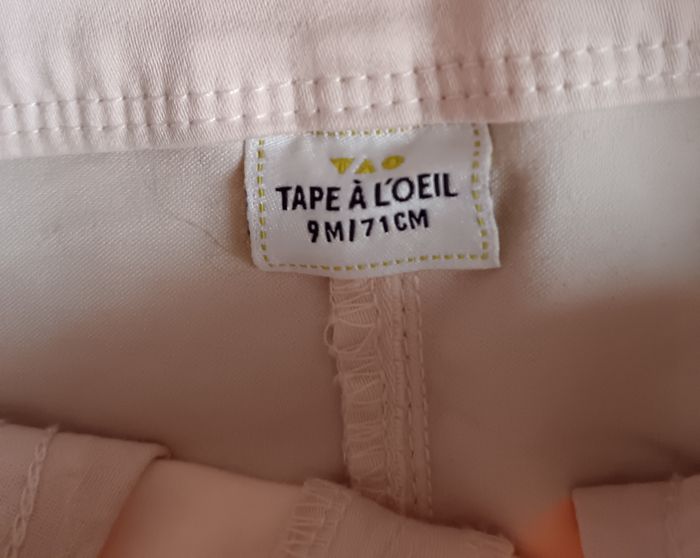 TAO
TAPE À L'OEIL
9M/71CM